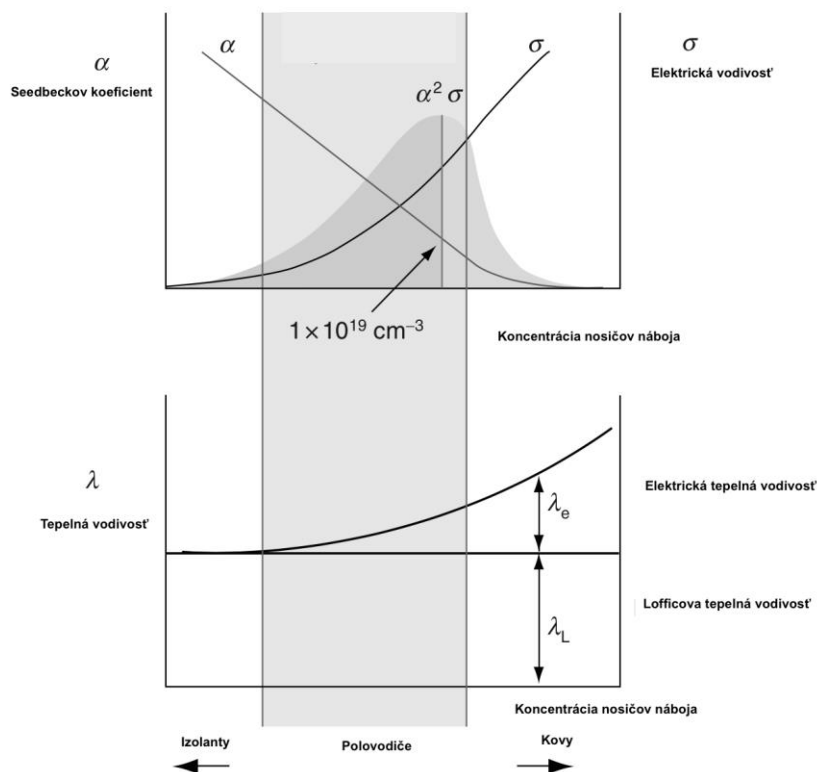 α
α
σ
σ
Seedbeckov koeficient
Elektrická vodivosť
α² σ
1 × 10¹⁹ cm⁻³
Koncentrácia nosičov náboja
λ
Tepelná vodivosť
Elektrická tepelná vodivosť
λe
Lofficova tepelná vodivosť
λL
Koncentrácia nosičov náboja
Izolanty
Polovodiče
Kovy